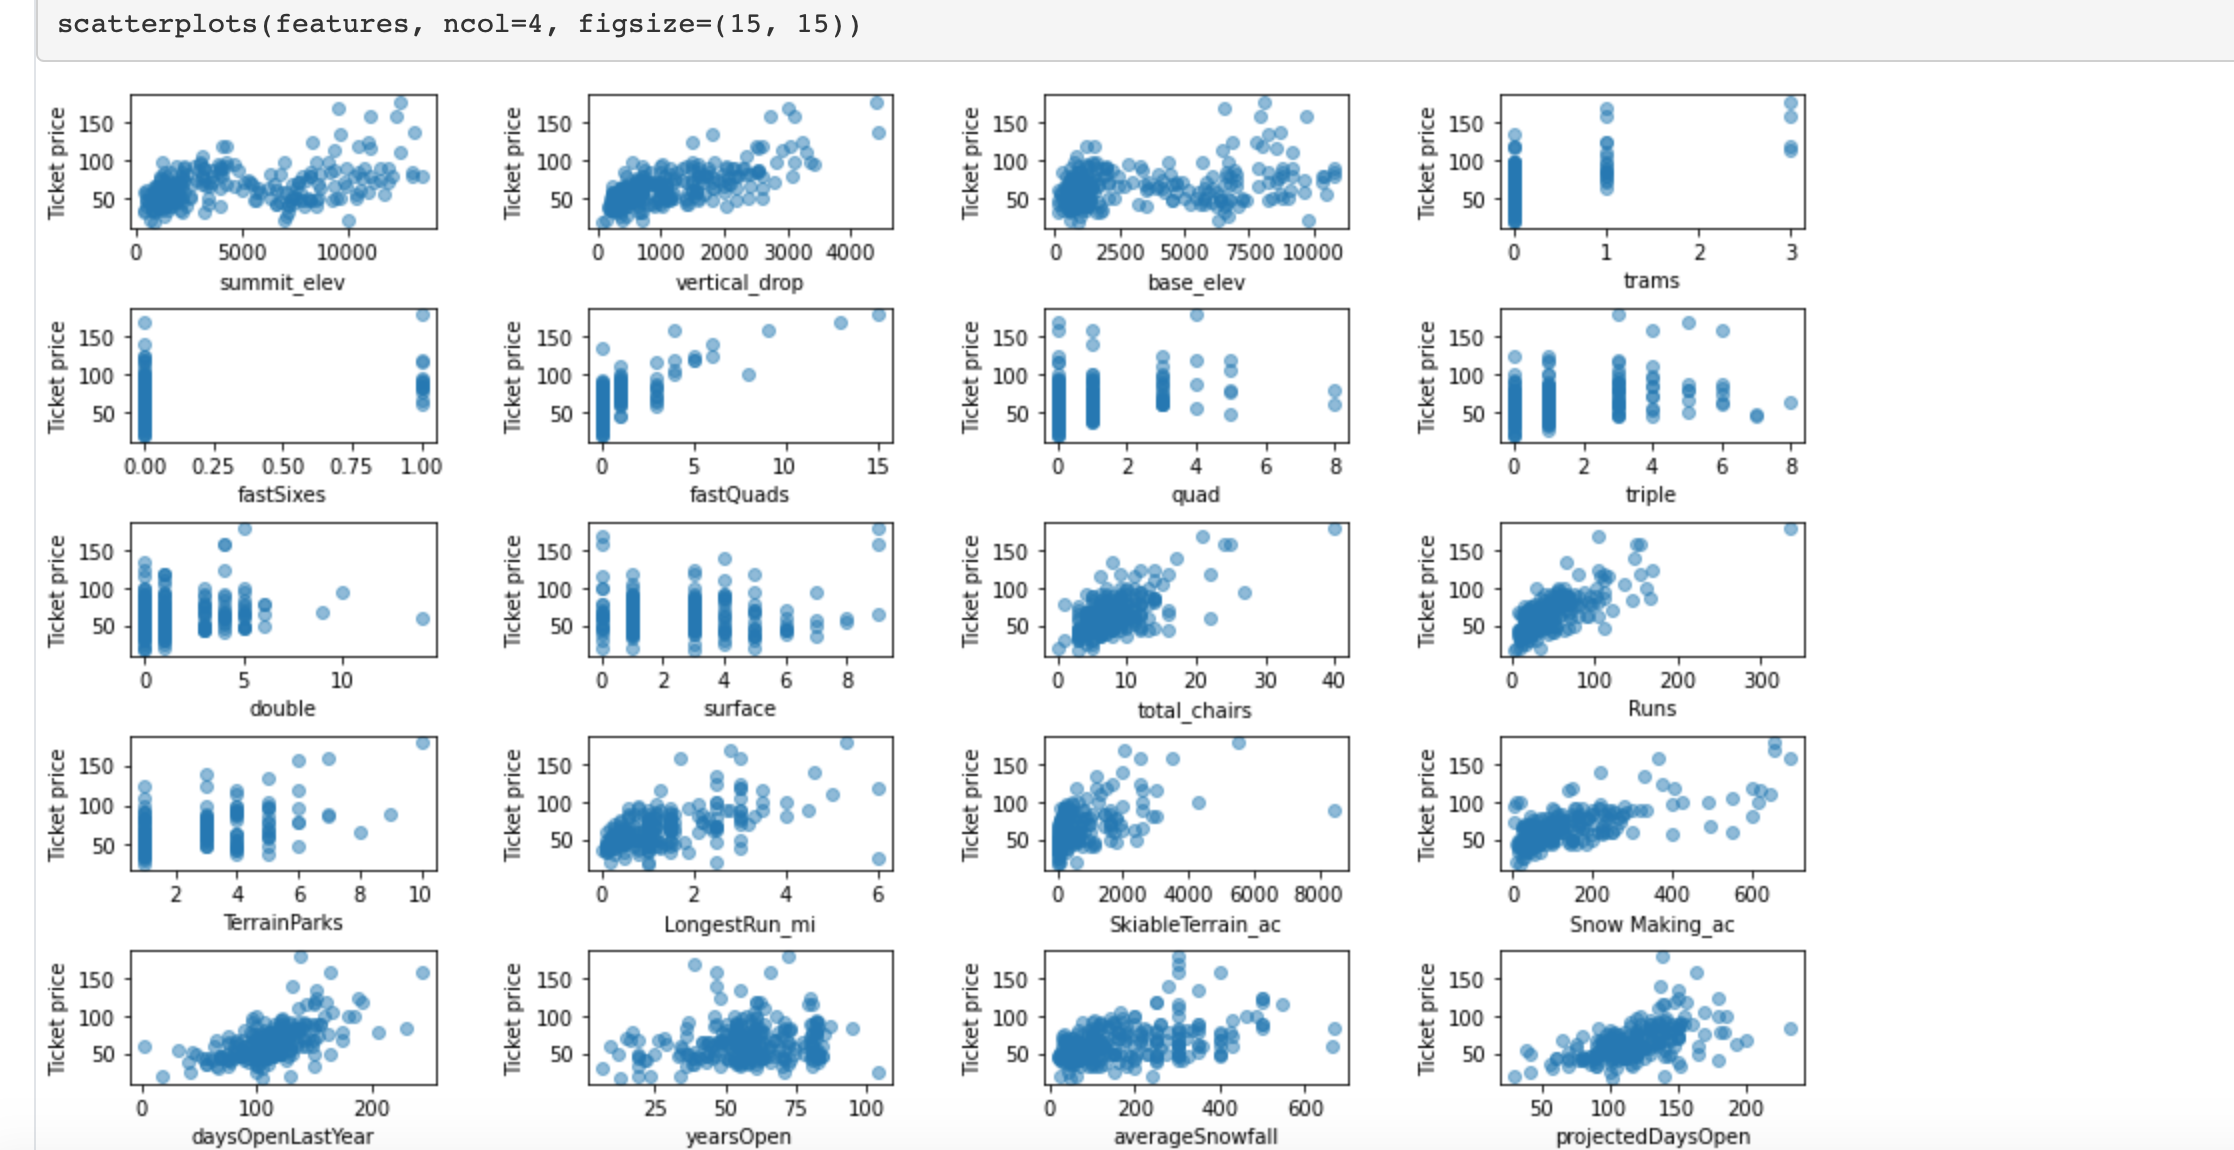 scatterplots(features, ncol=4, figsize=(15, 15))
Ticket price
150
100
50
0 5000 10000
summit_elev
Ticket price
150
100
50
0 1000 2000 3000 4000
vertical_drop
Ticket price
150
100
50
0 2500 5000 7500 10000
base_elev
Ticket price
150
100
50
0 1 2 3
trams
Ticket price
150
100
50
0.00 0.25 0.50 0.75 1.00
fastSixes
Ticket price
150
100
50
0 5 10 15
fastQuads
Ticket price
150
100
50
0 2 4 6 8
quad
Ticket price
150
100
50
0 2 4 6 8
triple
Ticket price
150
100
50
0 5 10
double
Ticket price
150
100
50
0 2 4 6 8
surface
Ticket price
150
100
50
0 10 20 30 40
total_chairs
Ticket price
150
100
50
0 100 200 300
Runs
Ticket price
150
100
50
2 4 6 8 10
TerrainParks
Ticket price
150
100
50
0 2 4 6
LongestRun_mi
Ticket price
150
100
50
0 2000 4000 6000 8000
SkiableTerrain_ac
Ticket price
150
100
50
0 200 400 600
Snow Making_ac
Ticket price
150
100
50
0 100 200
daysOpenLastYear
Ticket price
150
100
50
25 50 75 100
yearsOpen
Ticket price
150
100
50
0 200 400 600
averageSnowfall
Ticket price
150
100
50
50 100 150 200
projectedDaysOpen